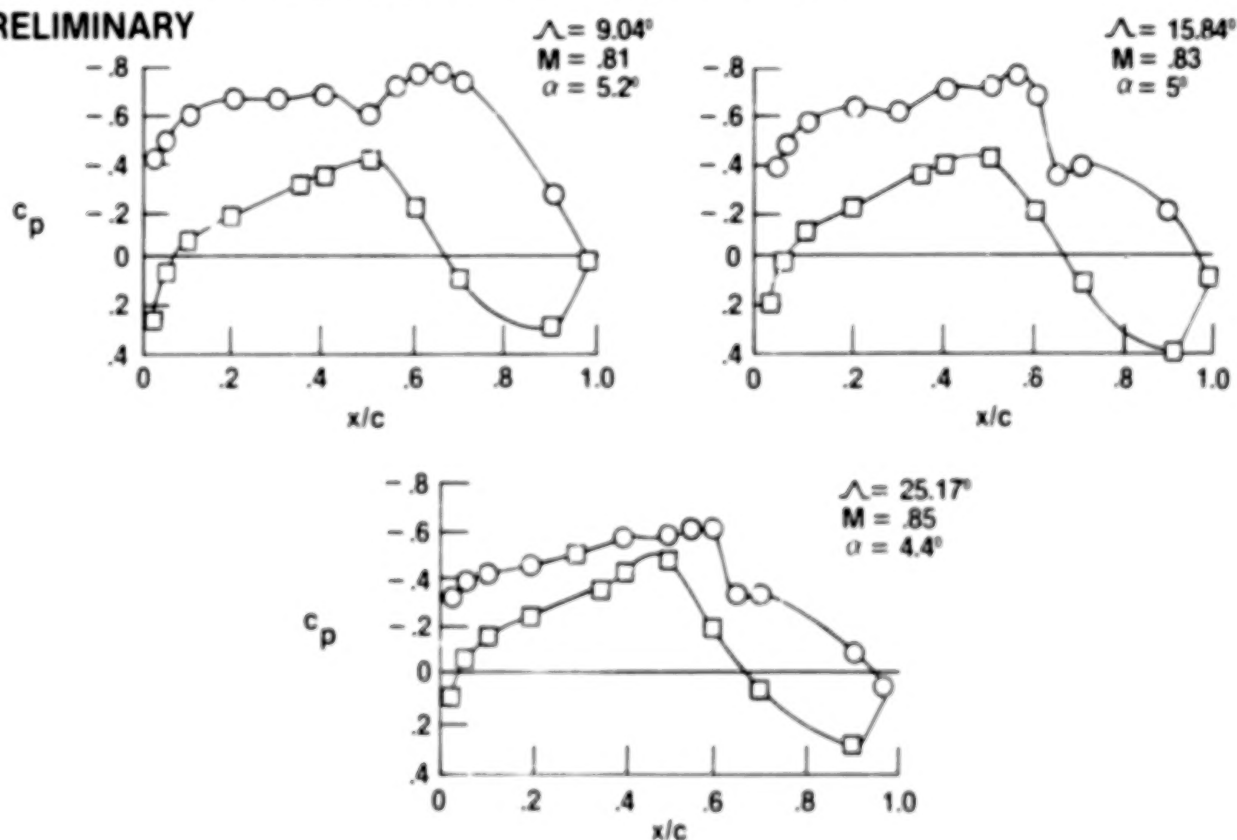 RELIMINARY
Λ = 9.04°
M = .81
α = 5.2°
- .8
- .6
- .4
- .2
0
.2
.4
c_p
0 .2 .4 .6 .8 1.0
x/c
Λ = 15.84°
M = .83
α = 5°
- .8
- .6
- .4
- .2
0
.2
.4
0 .2 .4 .6 .8 1.0
x/c
Λ = 25.17°
M = .85
α = 4.4°
- .8
- .6
- .4
- .2
0
.2
.4
c_p
0 .2 .4 .6 .8 1.0
x/c